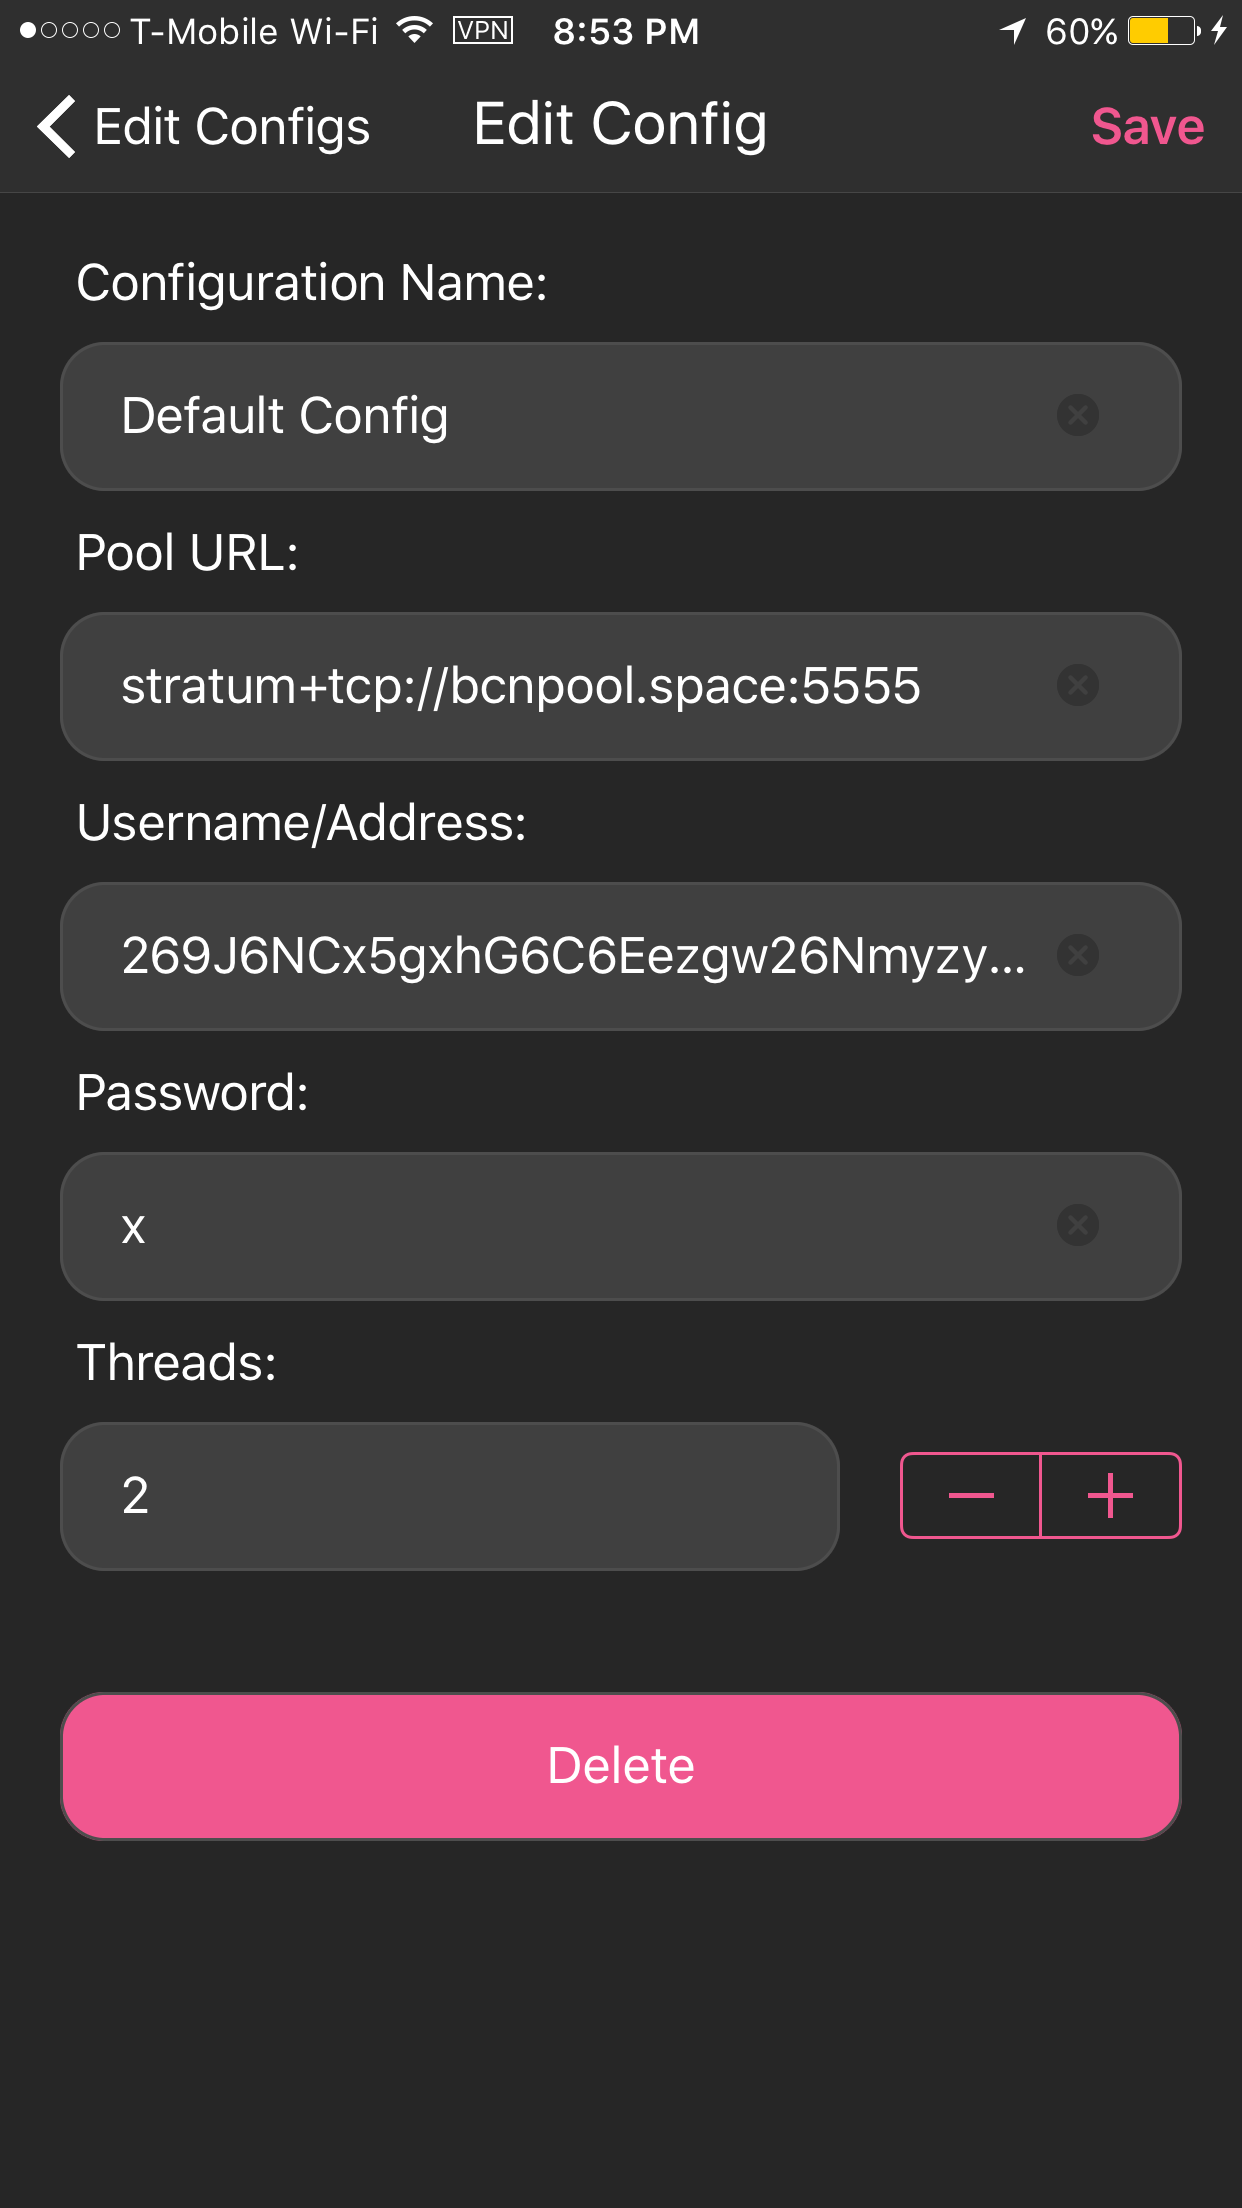 T-Mobile Wi-Fi VPN 8:53 PM 60%
Edit Configs Edit Config Save
Configuration Name:
Default Config
Pool URL:
stratum+tcp://bcnpool.space:5555
Username/Address:
269J6NCx5gxhG6C6Eezgw26Nmyzy...
Password:
x
Threads:
2
Delete